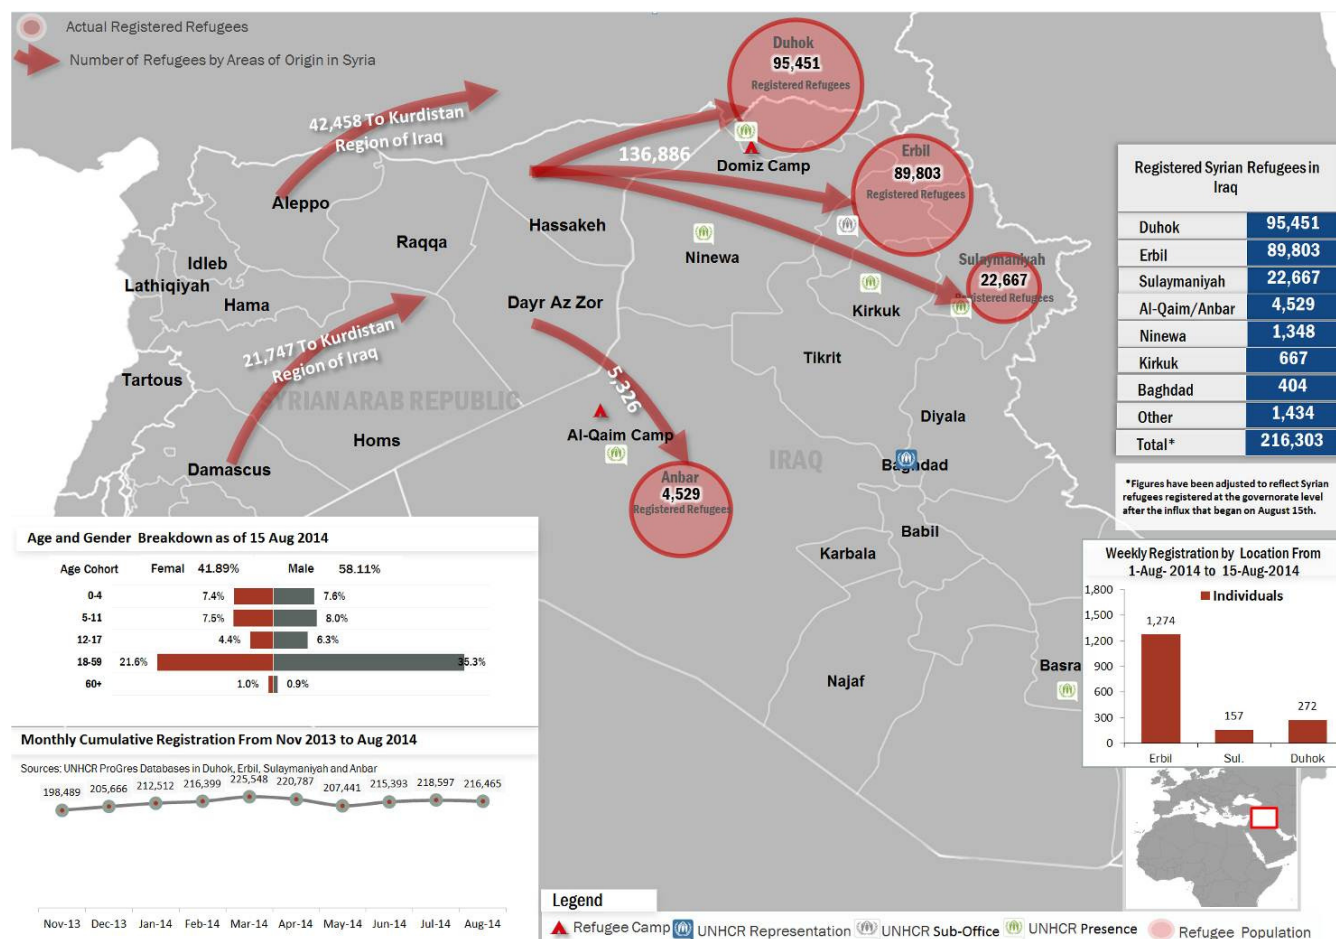 Actual Registered Refugees
Number of Refugees by Areas of Origin in Syria
42,458 To Kurdistan
Region of Iraq
Aleppo
Raqqa
Hassakeh
Idleb
Lathiqiyah
Hama
Dayr Az Zor
21,747 To Kurdistan
Region of Iraq
Tartous
SYRIAN ARAB REPUBLIC
Homs
Damascus
136,886
5,326
Duhok
95,451
Registered Refugees
Domiz Camp
Erbil
89,803
Registered Refugees
Ninewa
Sulaymaniyah
22,667
Registered Refugees
Kirkuk
Tikrit
Diyala
Al-Qaim Camp
IRAQ
Baghdad
Anbar
4,529
Registered Refugees
Babil
Karbala
Najaf
Basra
Registered Syrian Refugees in
Iraq
Duhok 95,451
Erbil 89,803
Sulaymaniyah 22,667
Al-Qaim/Anbar 4,529
Ninewa 1,348
Kirkuk 667
Baghdad 404
Other 1,434
Total* 216,303
*Figures have been adjusted to reflect Syrian
refugees registered at the governorate level
after the influx that began on August 15th.
Age and Gender Breakdown as of 15 Aug 2014
Age Cohort Femal 41.89% Male 58.11%
0-4 7.4% 7.6%
5-11 7.5% 8.0%
12-17 4.4% 6.3%
18-59 21.6% 35.3%
60+ 1.0% 0.9%
Monthly Cumulative Registration From Nov 2013 to Aug 2014
Sources: UNHCR ProGres Databases in Duhok, Erbil, Sulaymaniyah and Anbar
198,489 205,666 212,512 216,399 225,548 220,787 207,441 215,393 218,597 216,465
Nov-13 Dec-13 Jan-14 Feb-14 Mar-14 Apr-14 May-14 Jun-14 Jul-14 Aug-14
Weekly Registration by Location From
1-Aug- 2014 to 15-Aug-2014
Individuals
1,800
1,500
1,200
900
600
300
0
1,274
157
272
Erbil Sul. Duhok
Legend
Refugee Camp UNHCR Representation UNHCR Sub-Office UNHCR Presence Refugee Population